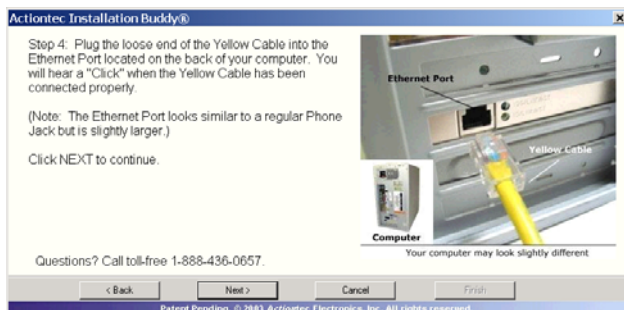 Actiontec Installation Buddy®
Step 4:  Plug the loose end of the Yellow Cable into the
Ethernet Port located on the back of your computer.  You
will hear a "Click" when the Yellow Cable has been
connected properly.
(Note:  The Ethernet Port looks similar to a regular Phone
Jack but is slightly larger.)
Click NEXT to continue.
Ethernet Port
Yellow Cable
Computer
Your computer may look slightly different
Questions? Call toll-free 1-888-436-0657.
< Back
Next >
Cancel
Finish
Patent Pending. © 2003 Actiontec Electronics, Inc. All rights reserved.